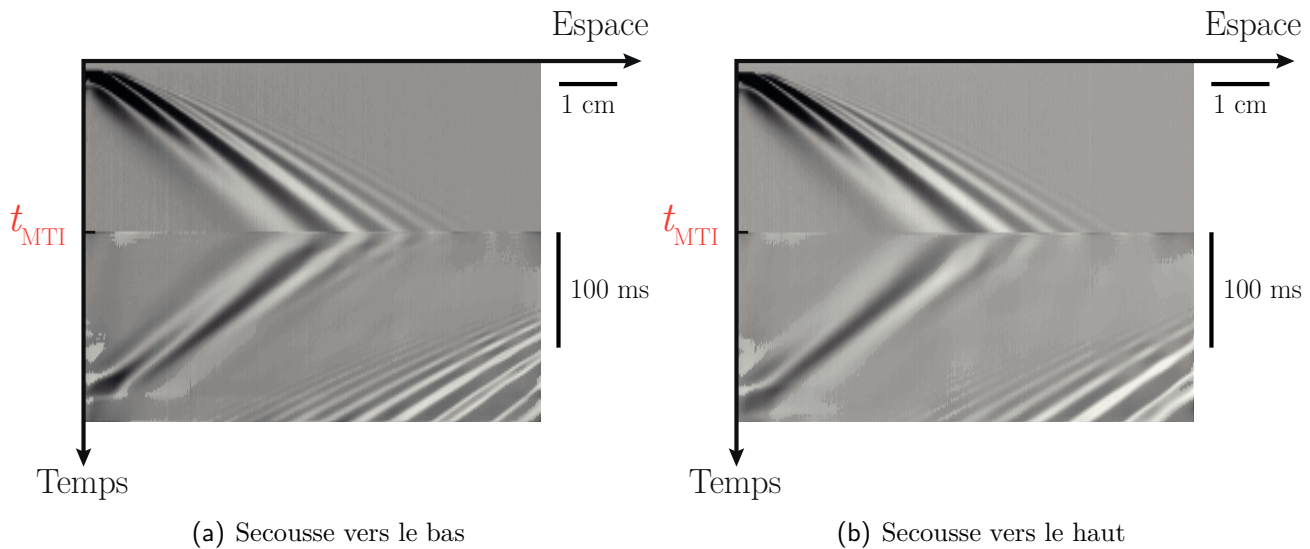 Espace
1 cm
t_MTI
100 ms
Temps
(a) Secousse vers le bas
Espace
1 cm
t_MTI
100 ms
Temps
(b) Secousse vers le haut